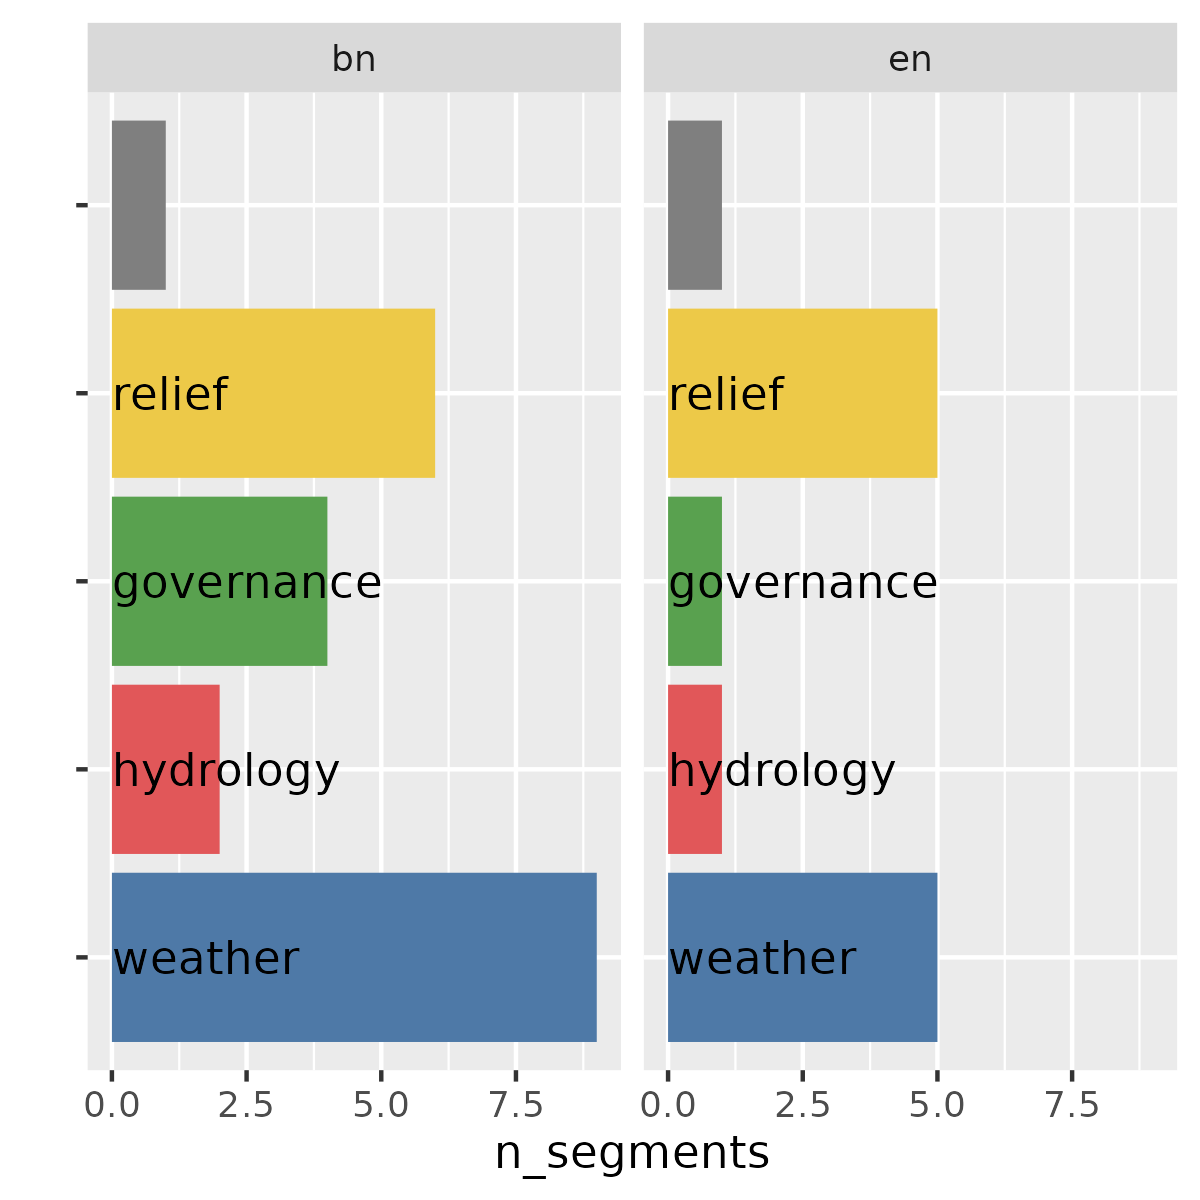 bn
en
relief
relief
governance
governance
hydrology
hydrology
weather
weather
0.0 2.5 5.0 7.5 0.0 2.5 5.0 7.5
n_segments